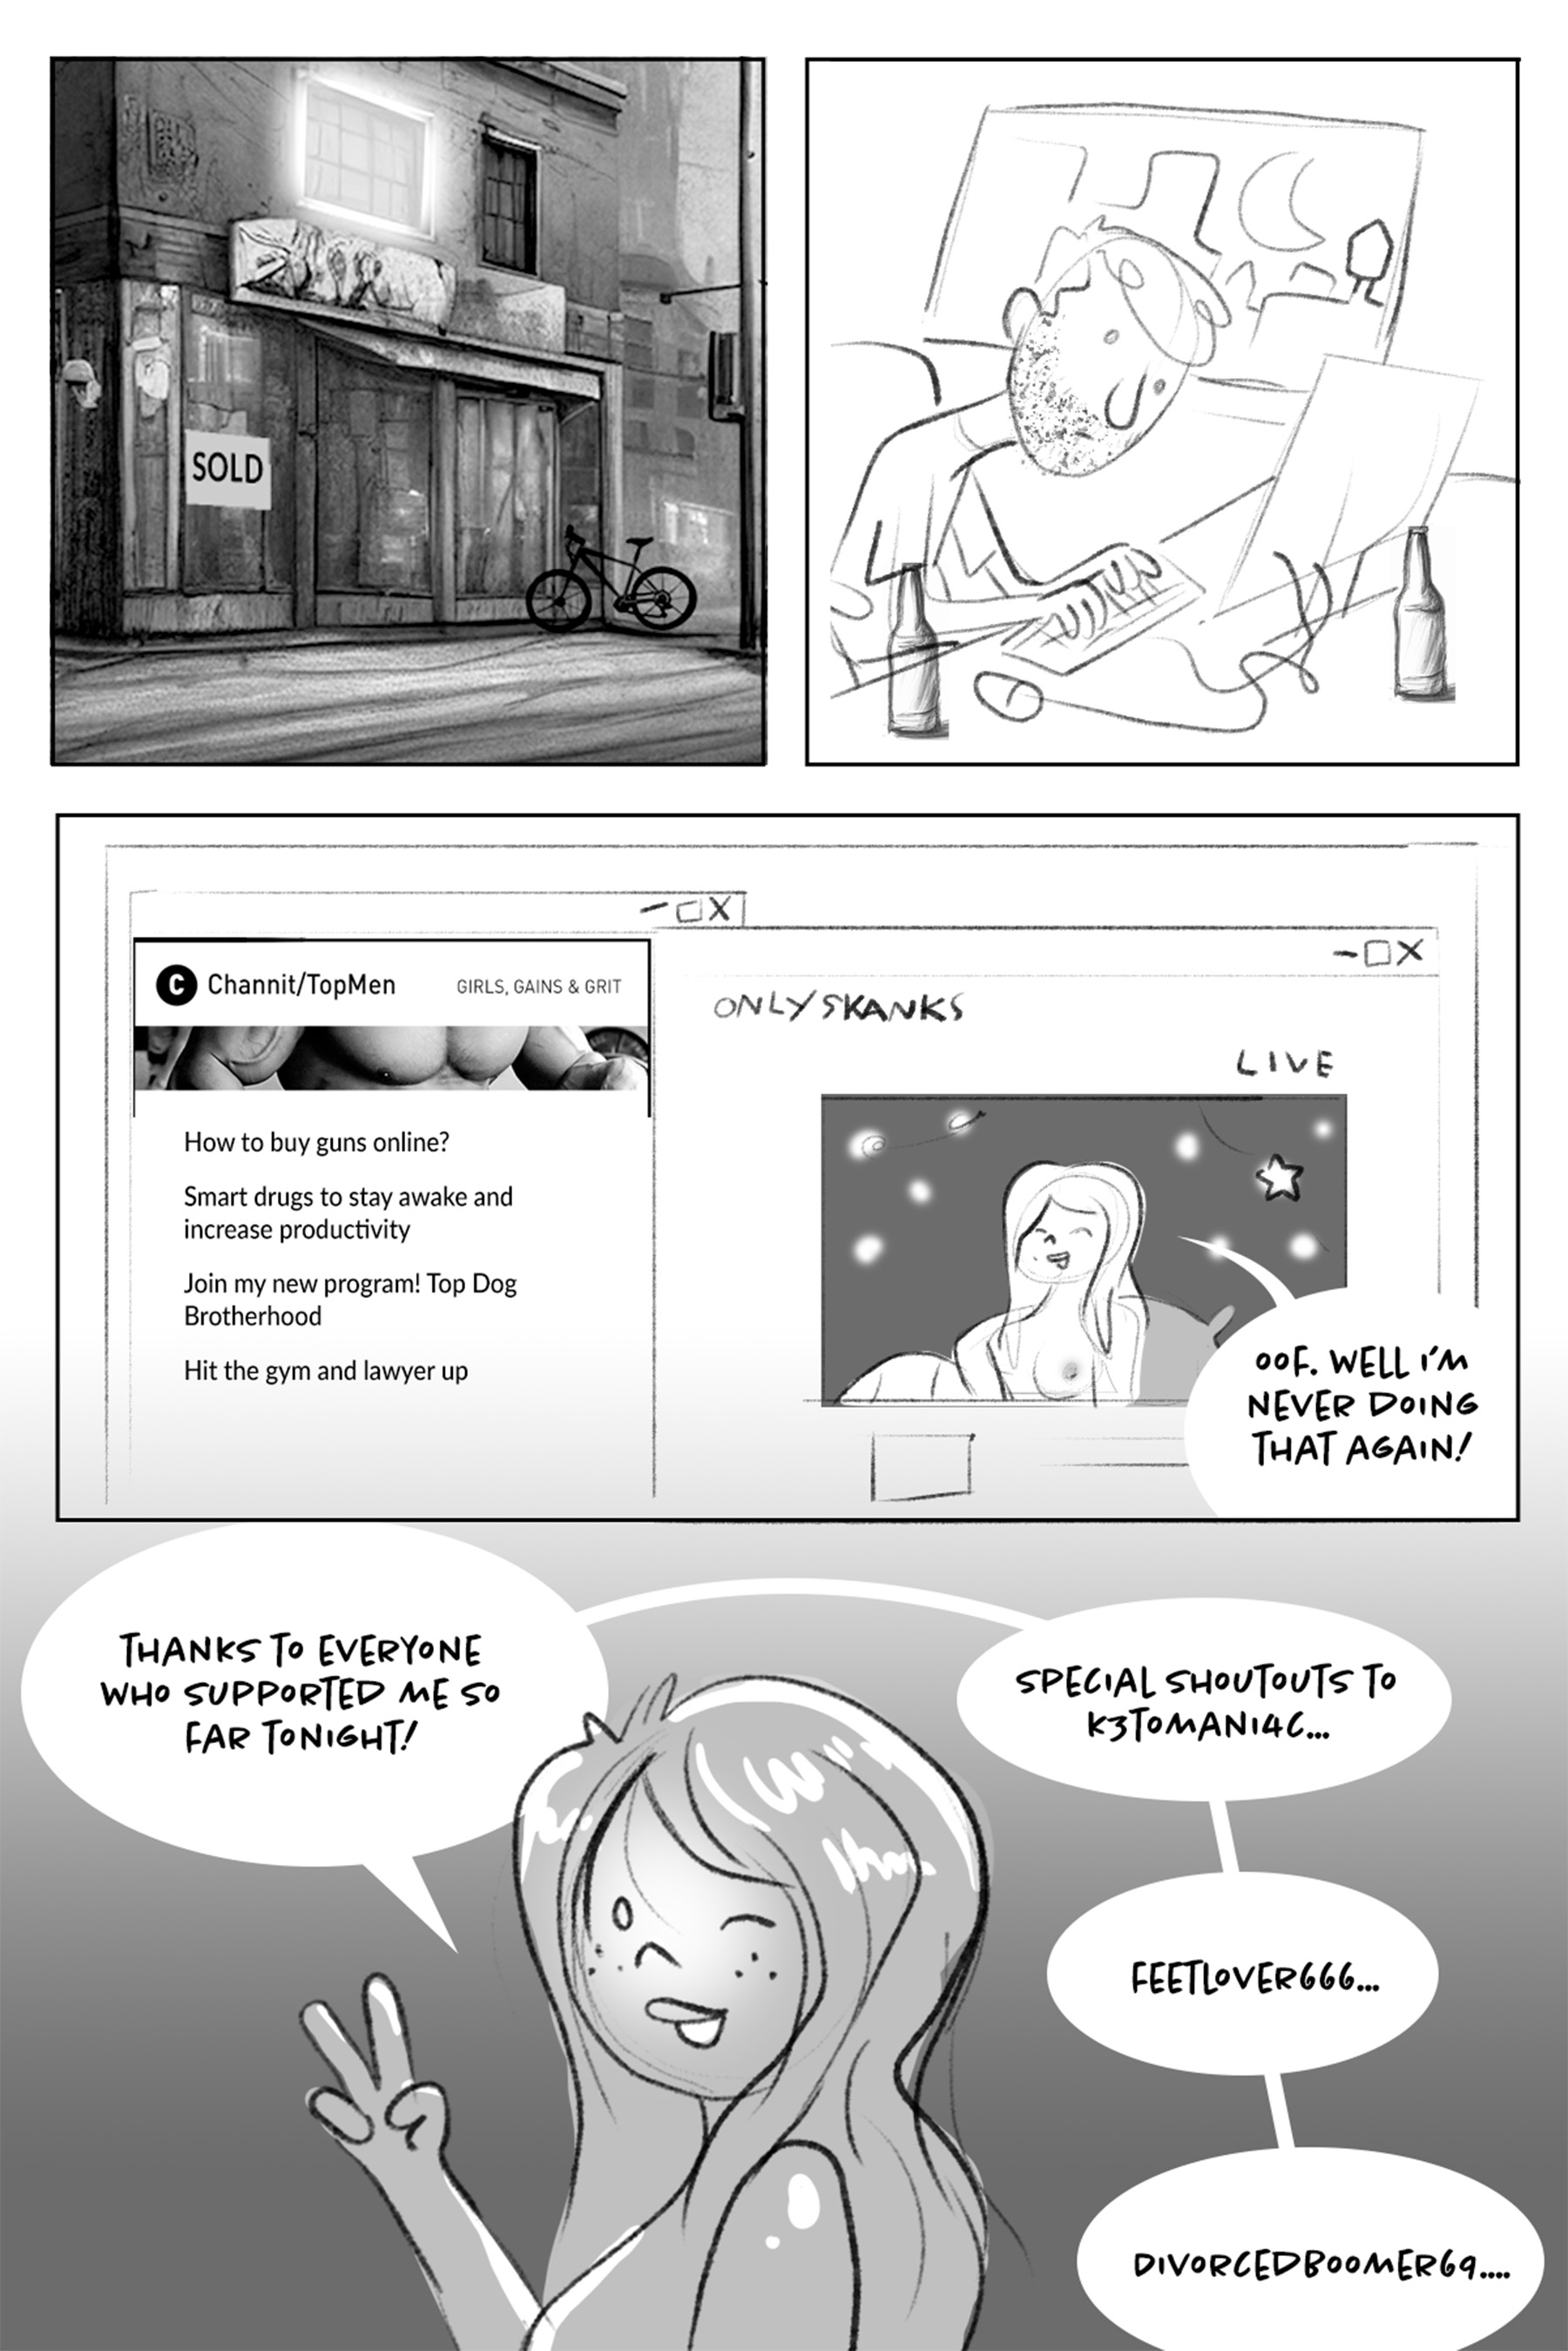 SOLD
C Channit/TopMen
GIRLS, GAINS & GRIT
How to buy guns online?
Smart drugs to stay awake and
increase productivity
Join my new program! Top Dog
Brotherhood
Hit the gym and lawyer up
ONLYSKANKS
LIVE
OOF. WELL I'M
NEVER DOING
THAT AGAIN!
THANKS TO EVERYONE
WHO SUPPORTED ME SO
FAR TONIGHT!
SPECIAL SHOUTOUTS TO
K3TOMANI4C...
FEETLOVER666...
DIVORCEDBOOMER69....